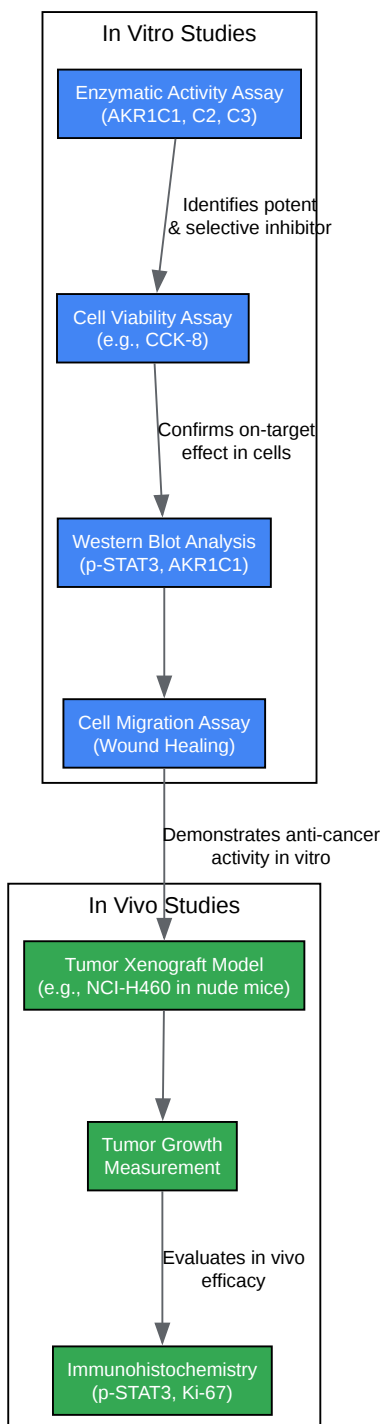 In Vitro Studies
Enzymatic Activity Assay
(AKR1C1, C2, C3)
Identifies potent
& selective inhibitor
Cell Viability Assay
(e.g., CCK-8)
Confirms on-target
effect in cells
Western Blot Analysis
(p-STAT3, AKR1C1)
Cell Migration Assay
(Wound Healing)
Demonstrates anti-cancer
activity in vitro
In Vivo Studies
Tumor Xenograft Model
(e.g., NCI-H460 in nude mice)
Tumor Growth
Measurement
Evaluates in vivo
efficacy
Immunohistochemistry
(p-STAT3, Ki-67)